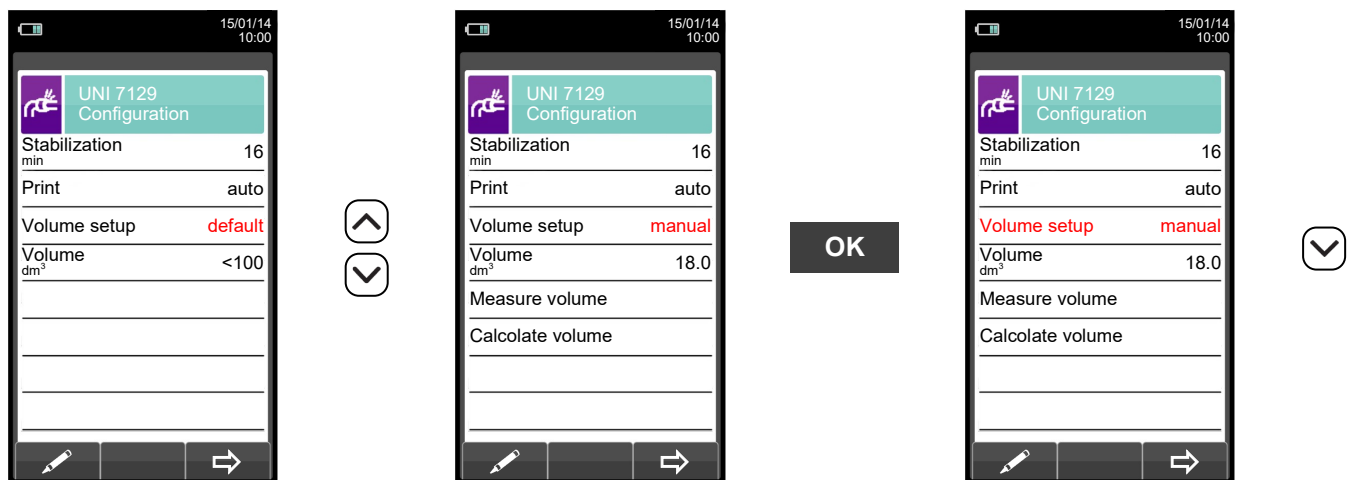 15/01/14
10:00
UNI 7129
Configuration
Stabilization
min
16
Print auto
Volume setup default
Volume
dm³
<100
15/01/14
10:00
UNI 7129
Configuration
Stabilization
min
16
Print auto
Volume setup manual
Volume
dm³
18.0
Measure volume
Calcolate volume
OK
15/01/14
10:00
UNI 7129
Configuration
Stabilization
min
16
Print auto
Volume setup manual
Volume
dm³
18.0
Measure volume
Calcolate volume